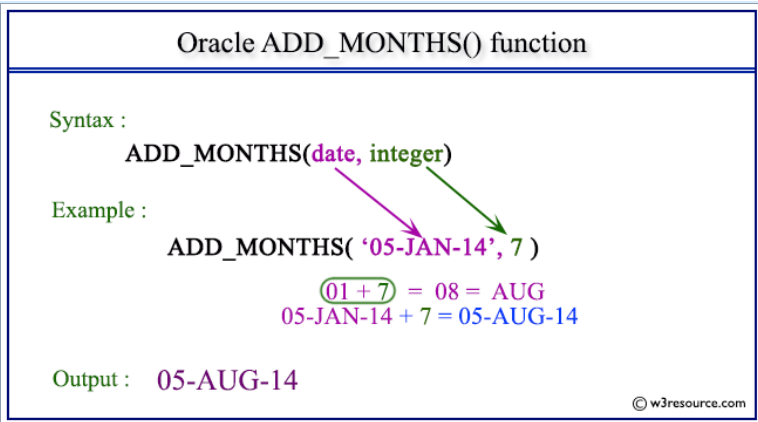 Oracle ADD_MONTHS() function
Syntax :
ADD_MONTHS(date, integer)
Example :
ADD_MONTHS( ‘05-JAN-14’, 7 )
01 + 7 = 08 = AUG
05-JAN-14 + 7 = 05-AUG-14
Output : 05-AUG-14
© w3resource.com